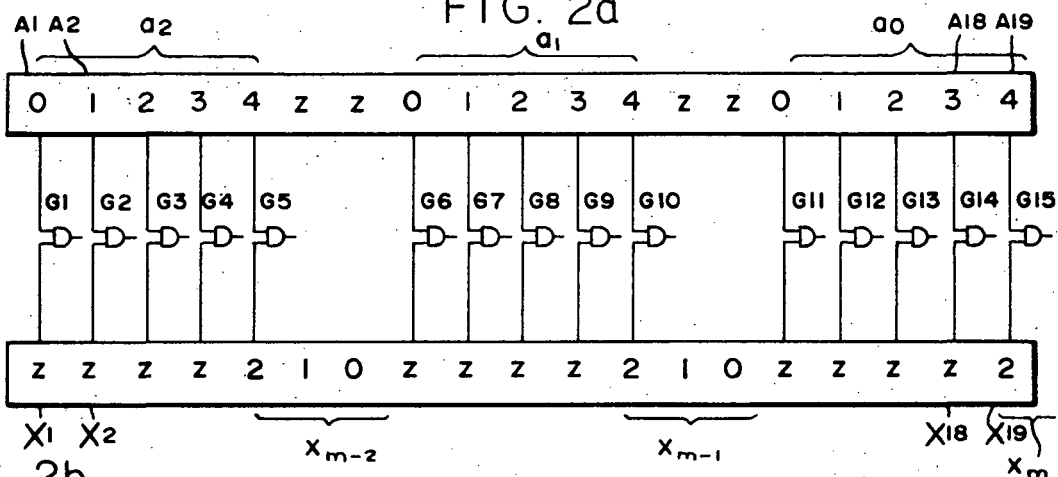 FIG. 2a
A1 A2 a2 a1 a0 A18 A19
0 1 2 3 4 z z 0 1 2 3 4 z z 0 1 2 3 4
G1 G2 G3 G4 G5 G6 67 G8 G9 G10 G11 G12 G13 G14 G15
z z z z 2 1 0 z z z z 2 1 0 z z z z 2
X1 X2 X18 X19
xm-2 xm-1 xm
2b